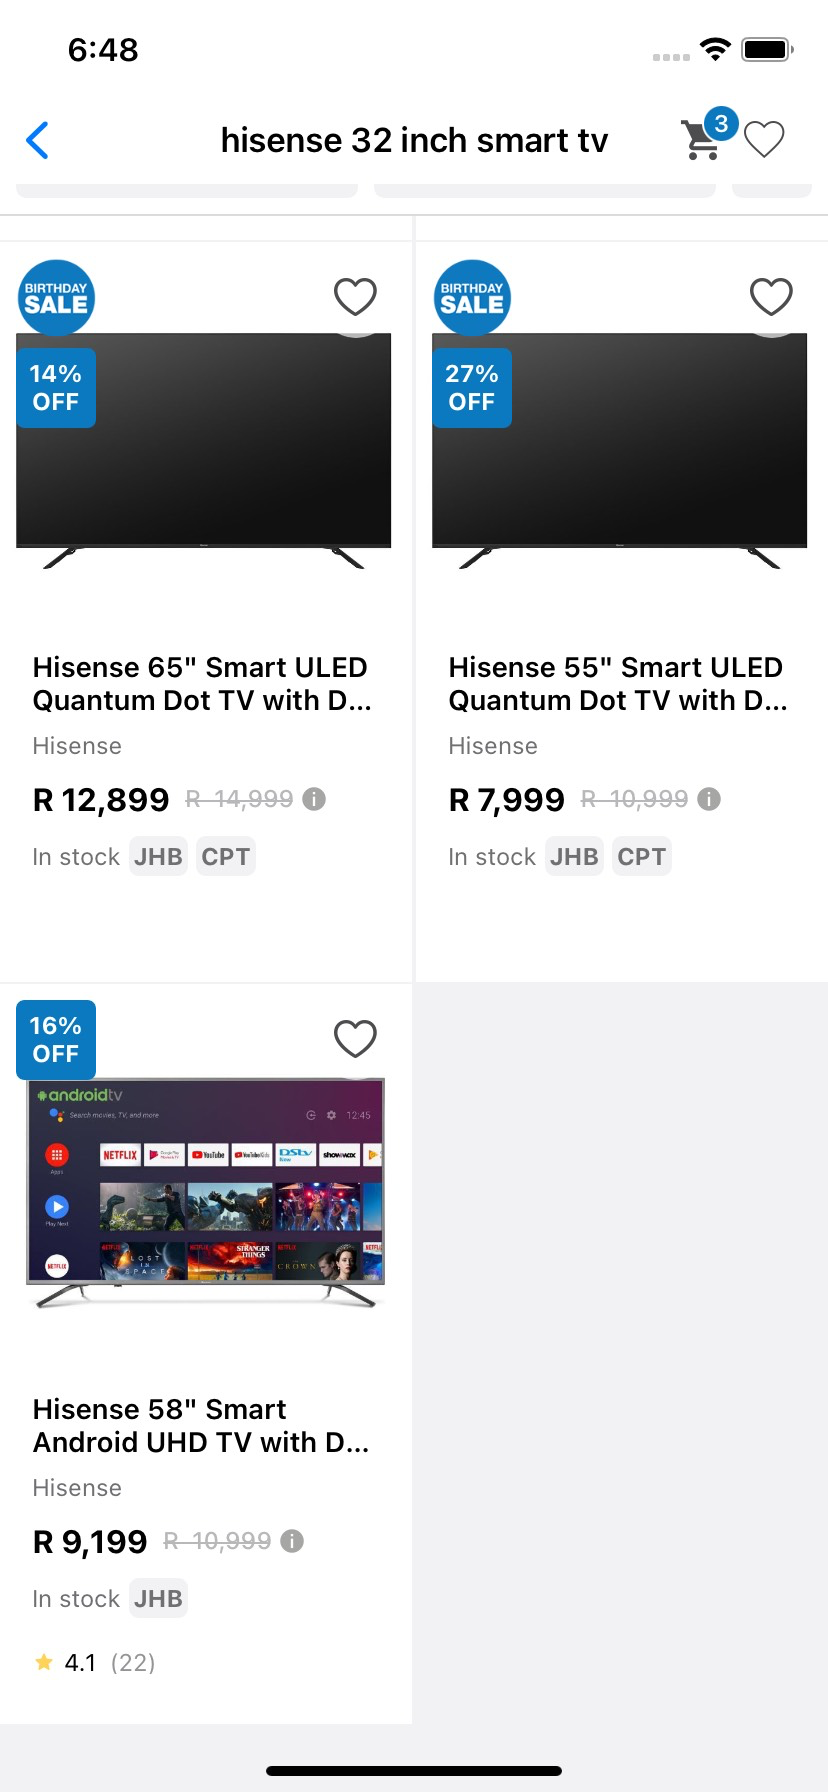 6:48
hisense 32 inch smart tv
3
BIRTHDAY
SALE
14%
OFF
Hisense 65" Smart ULED
Quantum Dot TV with D...
Hisense
R 12,899 R 14,999
In stock JHB CPT
BIRTHDAY
SALE
27%
OFF
Hisense 55" Smart ULED
Quantum Dot TV with D...
Hisense
R 7,999 R 10,999
In stock JHB CPT
16%
OFF
androidtv
Search movies, TV, and more
12:45
Apps
NETFLIX YouTube YouTube Kids DStv Now showmax
Play Next
NETFLIX
LOST IN SPACE
STRANGER THINGS
CROWN
Hisense 58" Smart
Android UHD TV with D...
Hisense
R 9,199 R 10,999
In stock JHB
4.1 (22)